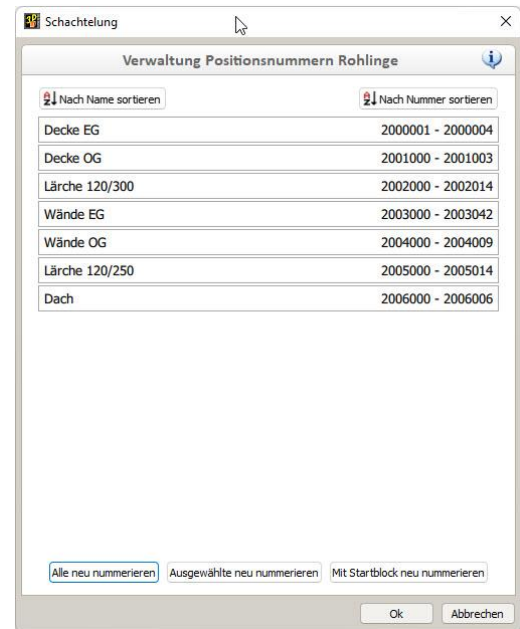 Schachtelung
Verwaltung Positionsnummern Rohlinge
Nach Name sortieren Nach Nummer sortieren
Decke EG 2000001 - 2000004
Decke OG 2001000 - 2001003
Lärche 120/300 2002000 - 2002014
Wände EG 2003000 - 2003042
Wände OG 2004000 - 2004009
Lärche 120/250 2005000 - 2005014
Dach 2006000 - 2006006
Alle neu nummerieren Ausgewählte neu nummerieren Mit Startblock neu nummerieren
Ok Abbrechen